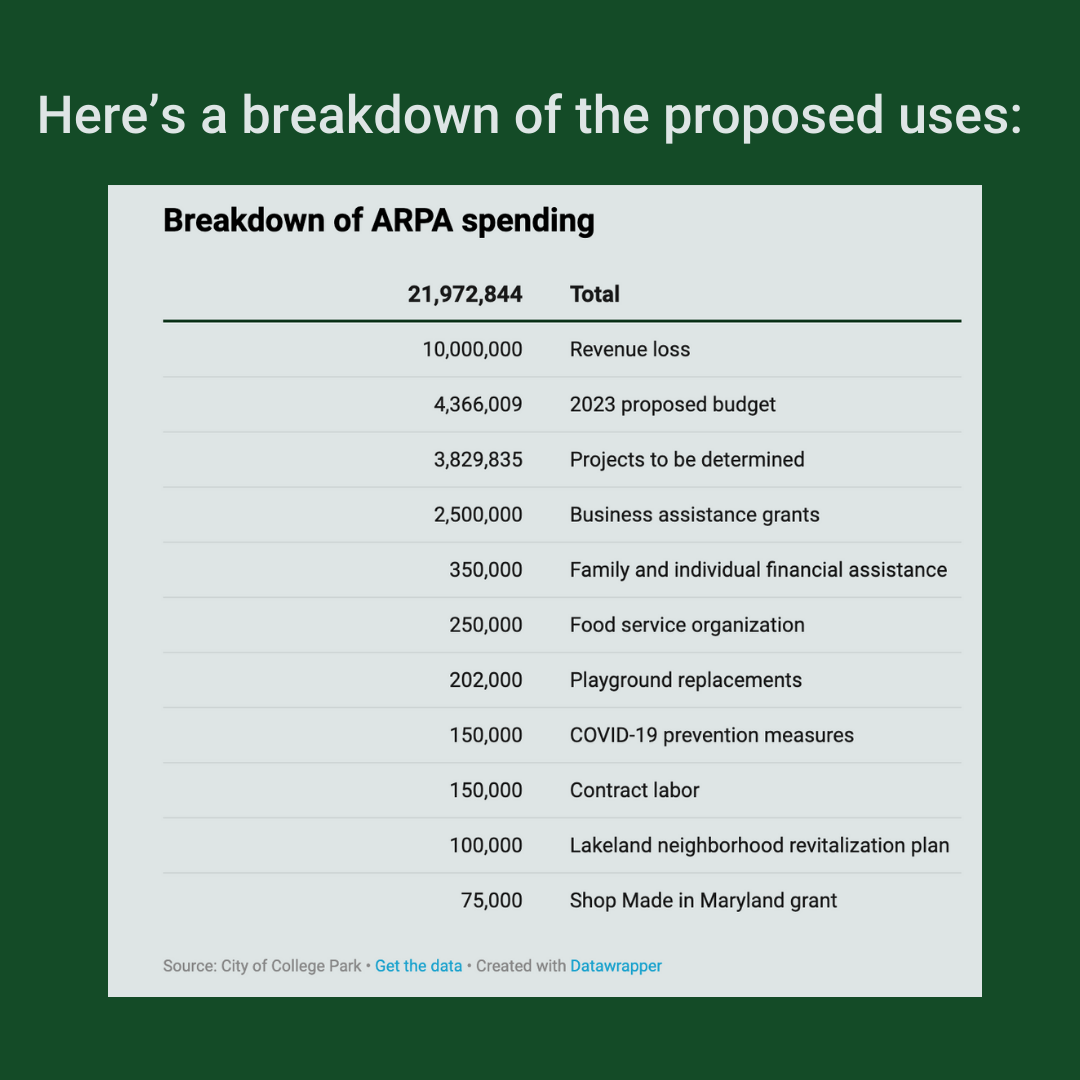 Here’s a breakdown of the proposed uses:
Breakdown of ARPA spending
21,972,844 Total
10,000,000 Revenue loss
4,366,009 2023 proposed budget
3,829,835 Projects to be determined
2,500,000 Business assistance grants
350,000 Family and individual financial assistance
250,000 Food service organization
202,000 Playground replacements
150,000 COVID-19 prevention measures
150,000 Contract labor
100,000 Lakeland neighborhood revitalization plan
75,000 Shop Made in Maryland grant
Source: City of College Park • Get the data • Created with Datawrapper